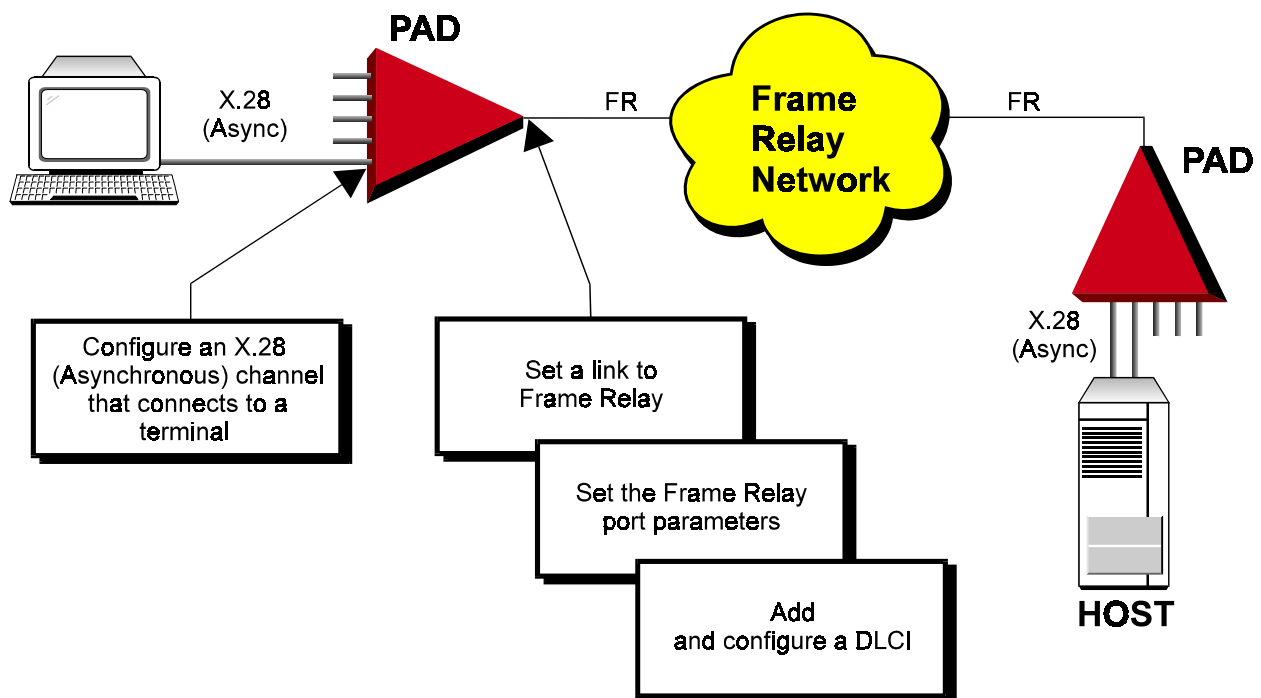 PAD
X.28
(Async)
FR
Frame
Relay
Network
FR
PAD
X.28
(Async)
HOST
Configure an X.28
(Asynchronous) channel
that connects to a
terminal
Set a link to
Frame Relay
Set the Frame Relay
port parameters
Add
and configure a DLCI